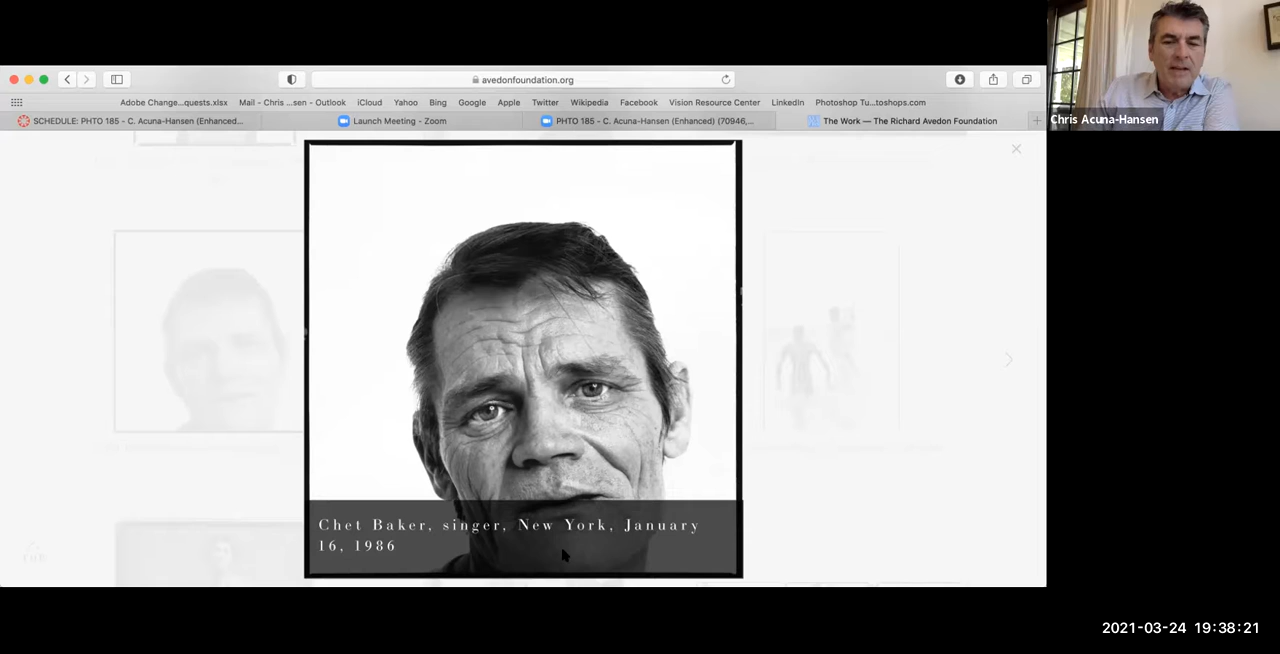 avedonfoundation.org
Adobe Change...quests.xlsx Mail - Chris ...sen - Outlook iCloud Yahoo Bing Google Apple Twitter Wikipedia Facebook Vision Resource Center LinkedIn Photoshop Tu...toshops.com
SCHEDULE: PHTO 185 - C. Acuna-Hansen (Enhanced... Launch Meeting - Zoom PHTO 185 - C. Acuna-Hansen (Enhanced) (70946,... The Work — The Richard Avedon Foundation
Chris Acuna-Hansen
Chet Baker, singer, New York, January
16, 1986
2021-03-24 19:38:21